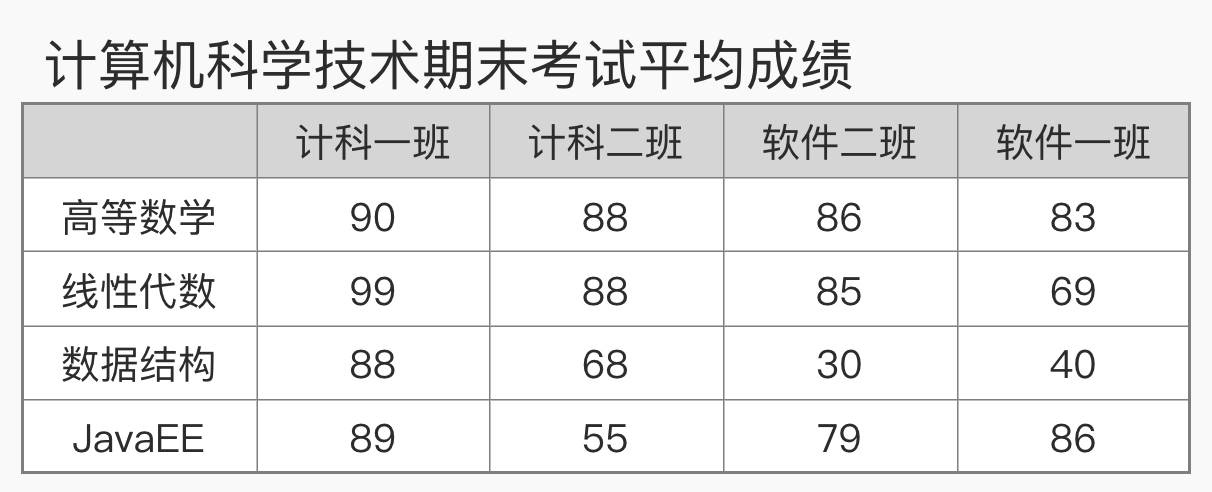 计算机科学技术期末考试平均成绩
计科一班 计科二班 软件二班 软件一班
高等数学 90 88 86 83
线性代数 99 88 85 69
数据结构 88 68 30 40
JavaEE 89 55 79 86